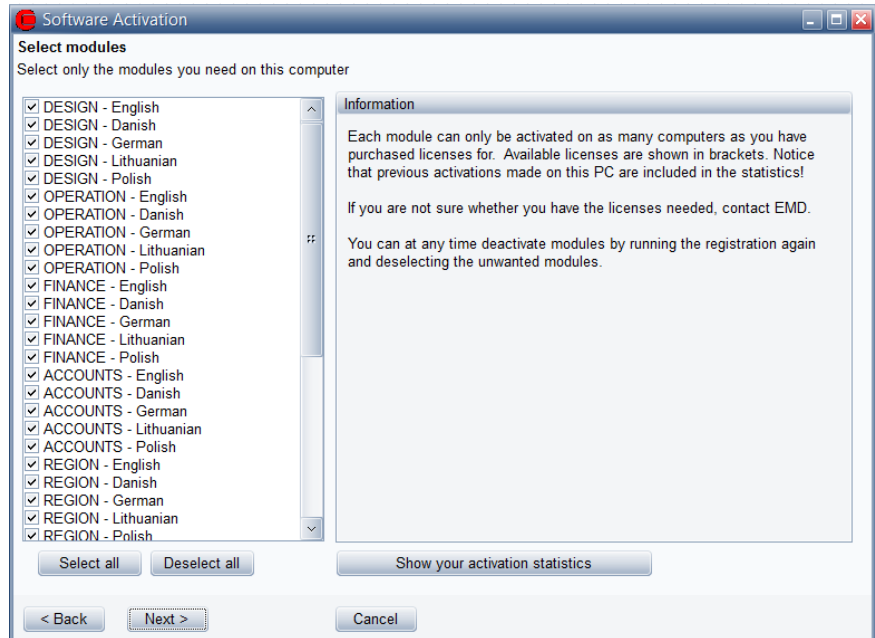 Software Activation
Select modules
Select only the modules you need on this computer
DESIGN - English
DESIGN - Danish
DESIGN - German
DESIGN - Lithuanian
DESIGN - Polish
OPERATION - English
OPERATION - Danish
OPERATION - German
OPERATION - Lithuanian
OPERATION - Polish
FINANCE - English
FINANCE - Danish
FINANCE - German
FINANCE - Lithuanian
FINANCE - Polish
ACCOUNTS - English
ACCOUNTS - Danish
ACCOUNTS - German
ACCOUNTS - Lithuanian
ACCOUNTS - Polish
REGION - English
REGION - Danish
REGION - German
REGION - Lithuanian
REGION - Polish
Information
Each module can only be activated on as many computers as you have
purchased licenses for.  Available licenses are shown in brackets. Notice
that previous activations made on this PC are included in the statistics!
If you are not sure whether you have the licenses needed, contact EMD.
You can at any time deactivate modules by running the registration again
and deselecting the unwanted modules.
Select all
Deselect all
Show your activation statistics
< Back
Next >
Cancel